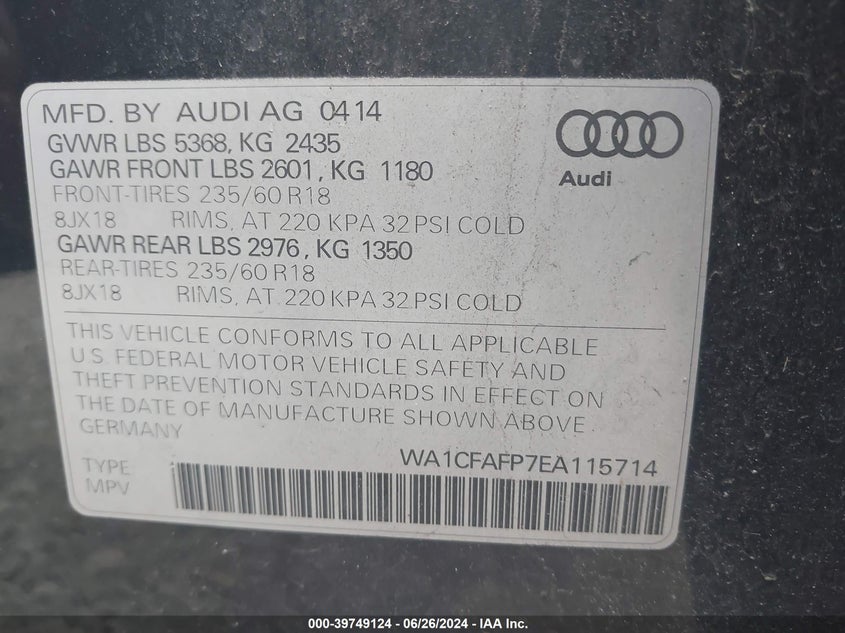 MFD. BY AUDI AG 04 14
GVWR LBS 5368, KG 2435
GAWR FRONT LBS 2601, KG 1180
FRONT-TIRES 235/60 R18
8JX18 RIMS, AT 220 KPA 32 PSI COLD
GAWR REAR LBS 2976, KG 1350
REAR-TIRES 235/60 R18
8JX18 RIMS, AT 220 KPA 32 PSI COLD
Audi
THIS VEHICLE CONFORMS TO ALL APPLICABLE
U.S. FEDERAL MOTOR VEHICLE SAFETY AND
THEFT PREVENTION STANDARDS IN EFFECT ON
THE DATE OF MANUFACTURE SHOWN ABOVE.
GERMANY
WA1CFAFP7EA115714
TYPE
MPV
000-39749124 - 06/26/2024 - IAA Inc.